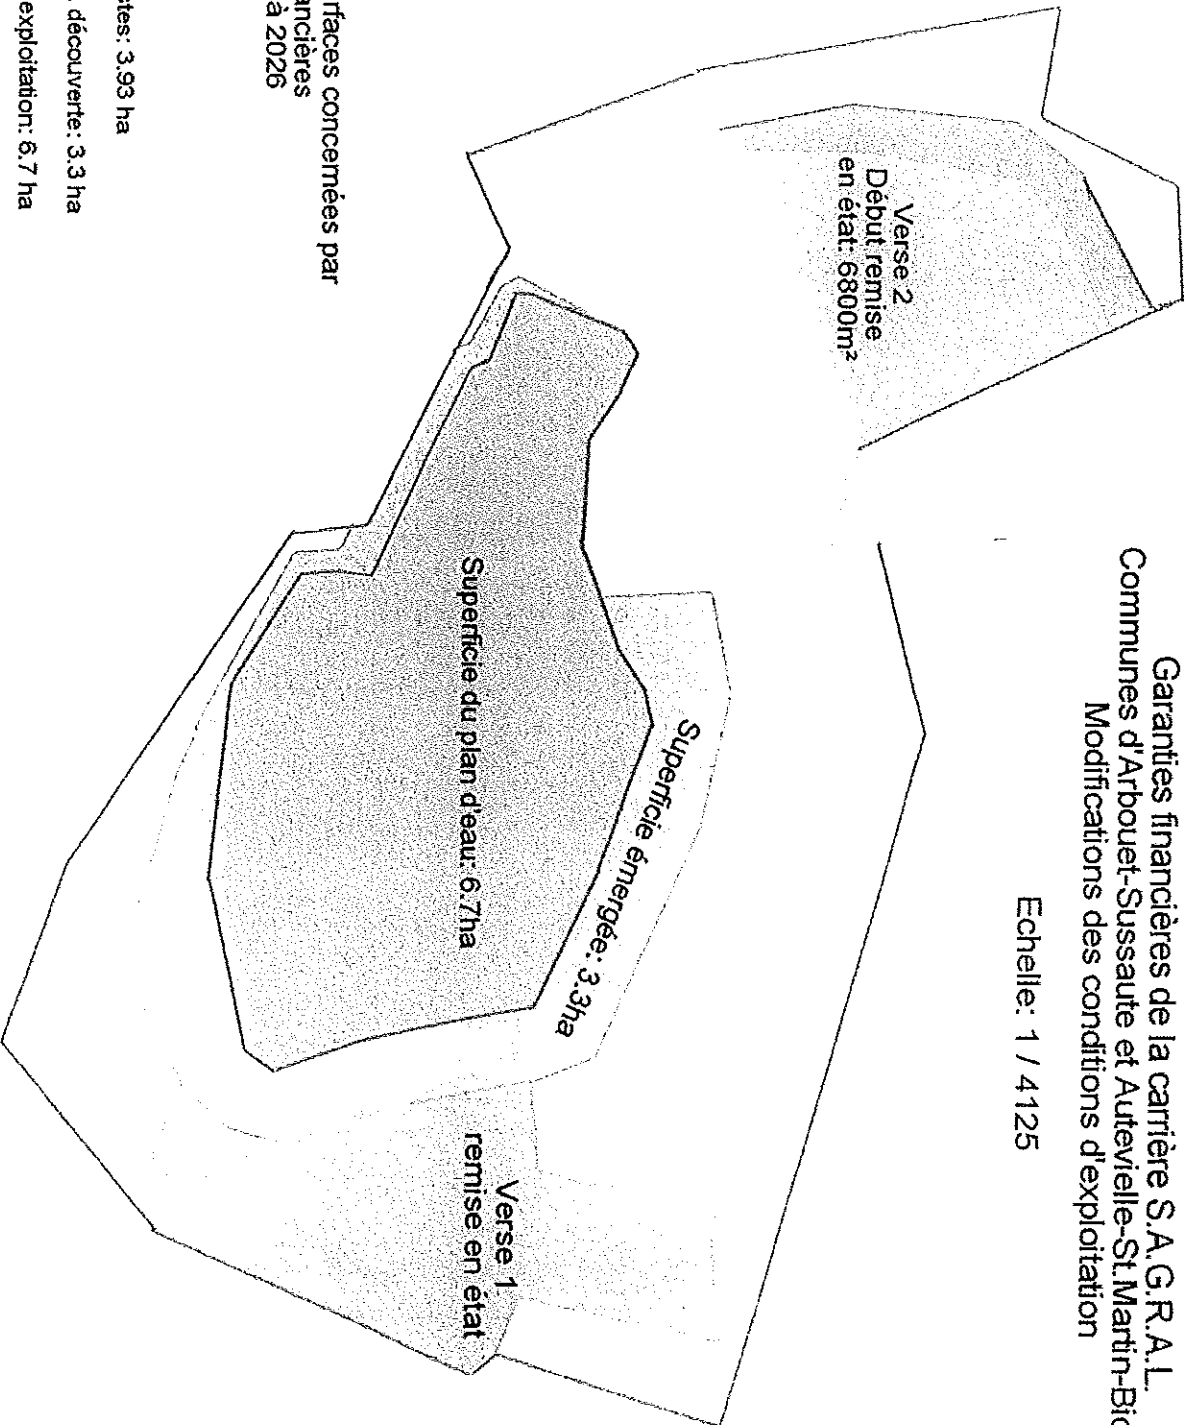 Garanties financières de la carrière S.A.G.R.A.L.
Communes d'Arbouet-Sussaute et Autevielle-St.Martin-Bid
Modifications des conditions d'exploitation
Echelle: 1 / 4125
Verse 2
Début remise
en état: 6800m²
Superficie émergée: 3.3ha
Superficie du plan d'eau: 6.7ha
Verse 1
remise en état
rfaces concernées par
ancières
à 2026
tes: 3.93 ha
découverte: 3.3 ha
exploitation: 6.7 ha